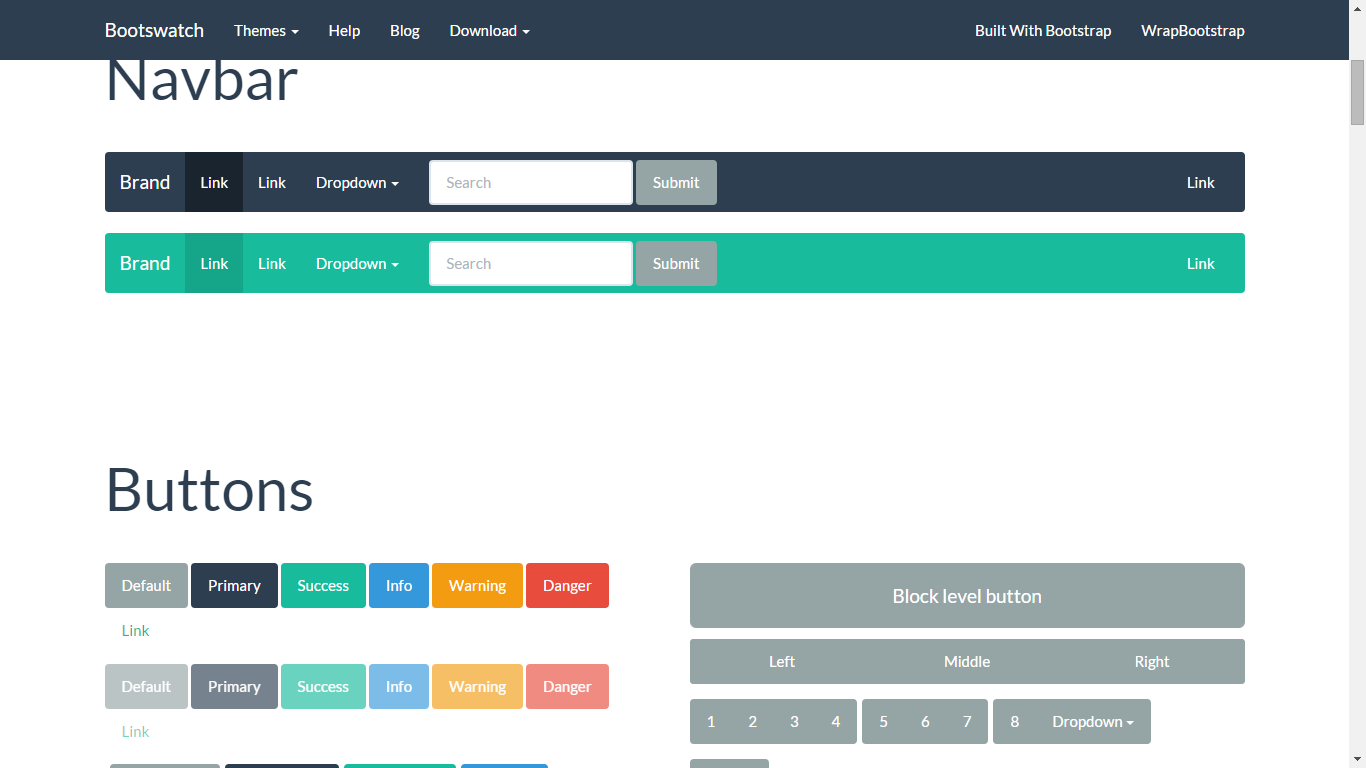 Bootswatch Themes Help Blog Download Built With Bootstrap WrapBootstrap
Navbar
Brand Link Link Dropdown Search Submit Link
Brand Link Link Dropdown Search Submit Link
Buttons
Default Primary Success Info Warning Danger
Link
Default Primary Success Info Warning Danger
Link
Block level button
Left Middle Right
1 2 3 4 5 6 7 8 Dropdown